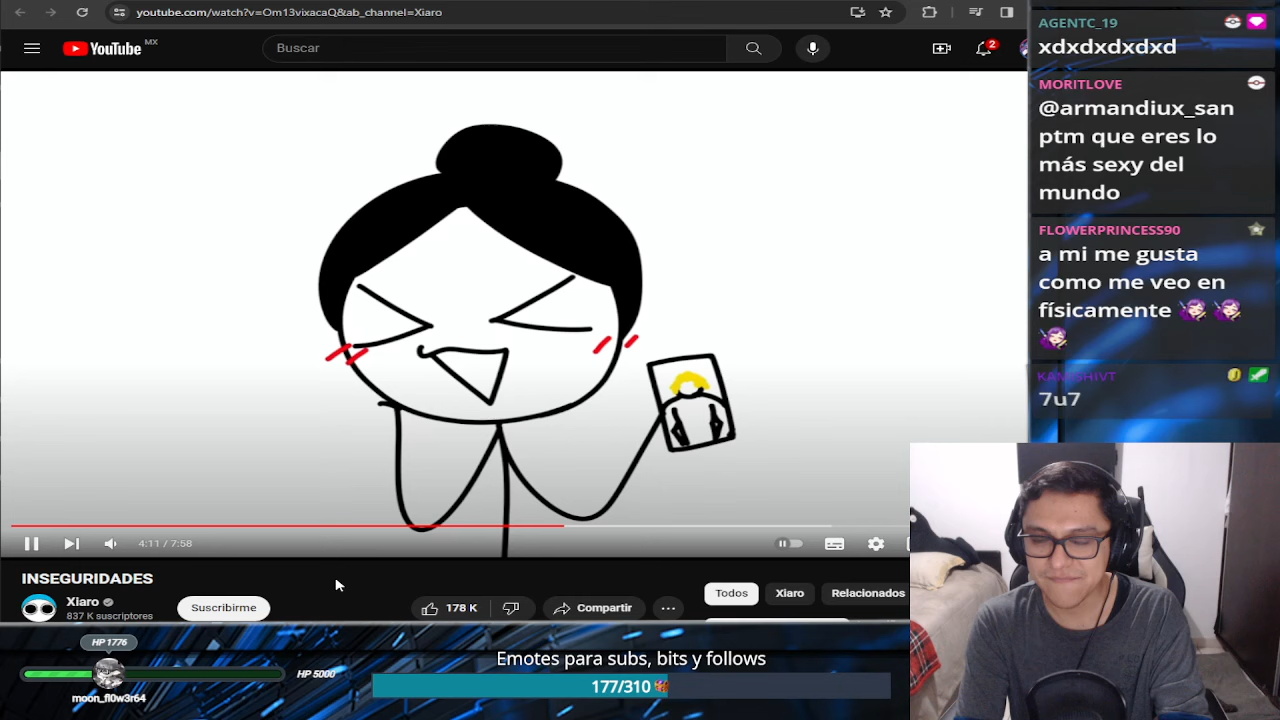 youtube.com/watch?v=Om13vixacaQ&ab_channel=Xiaro
YouTube MX
Buscar
2
4:11 / 7:58
INSEGURIDADES
Xiaro
837 K suscriptores
Suscribirme
178 K
Compartir
Todos
Xiaro
Relacionados
AGENTC_19
xdxdxdxdxd
MORITLOVE
@armandiux_san
ptm que eres lo
más sexy del
mundo
FLOWERPRINCESS90
a mi me gusta
como me veo en
físicamente
7u7
HP 1776
HP 5000
moon_fl0w3r64
Emotes para subs, bits y follows
177/310